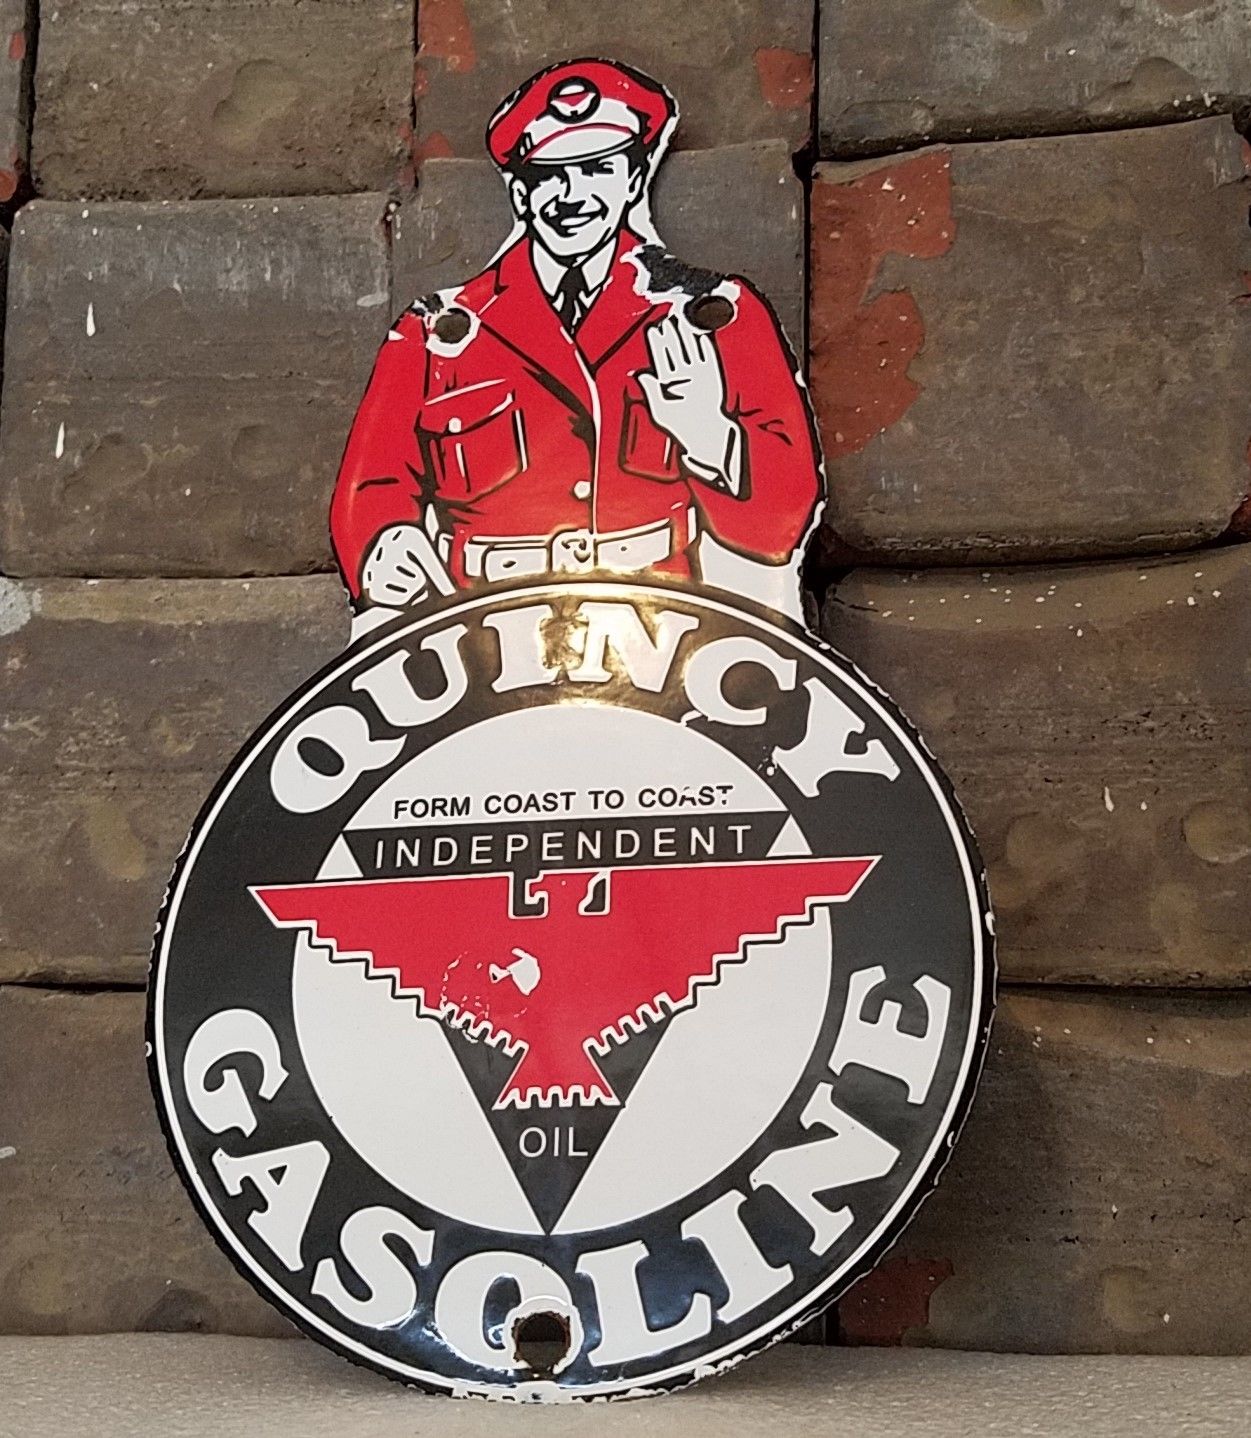 QUINCY
FORM COAST TO COAST
INDEPENDENT
OIL
GASOLINE